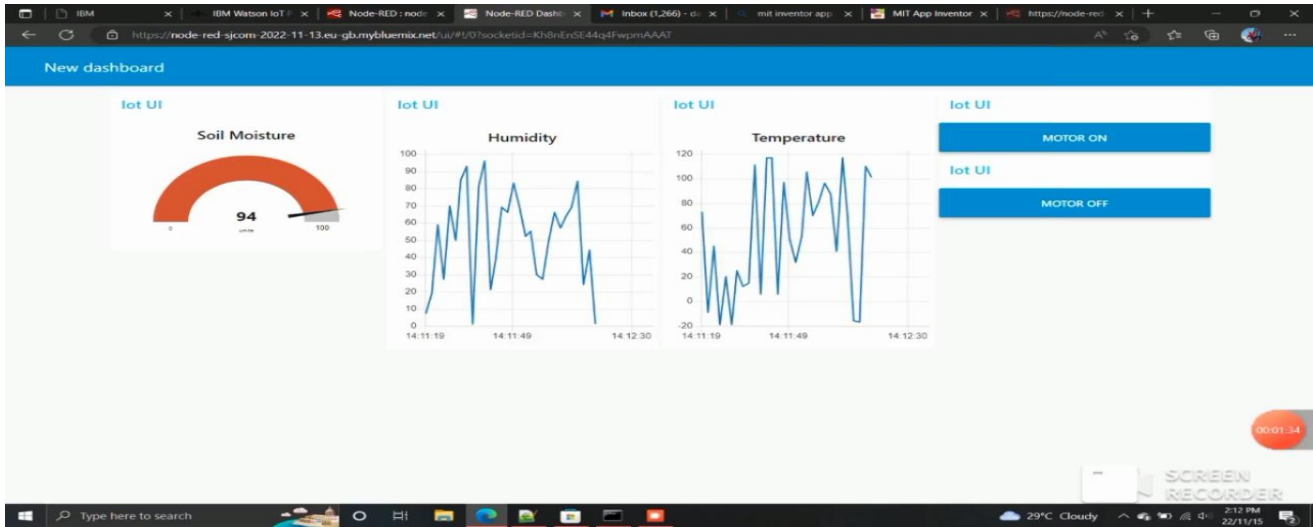 IBM
IBM Watson IoT P
Node-RED : node
Node-RED Dashb
Inbox (1,266) - d
mit inventor app
MIT App Inventor
https://node-red
https://node-red-sjcom-2022-11-13.eu-gb.mybluemix.net/ui/#!/0?socketid=Kh8nEnSE44q4FwpmAAAT
New dashboard
Iot UI
Soil Moisture
94
units
0
100
Iot UI
Humidity
100
90
80
70
60
50
40
30
20
10
0
14:11:19
14:11:49
14:12:30
Iot UI
Temperature
120
100
80
60
40
20
0
-20
14:11:19
14:11:49
14:12:30
Iot UI
MOTOR ON
Iot UI
MOTOR OFF
00:01:34
SCREEN
RECORDER
Type here to search
29°C Cloudy
2:12 PM
22/11/15
2